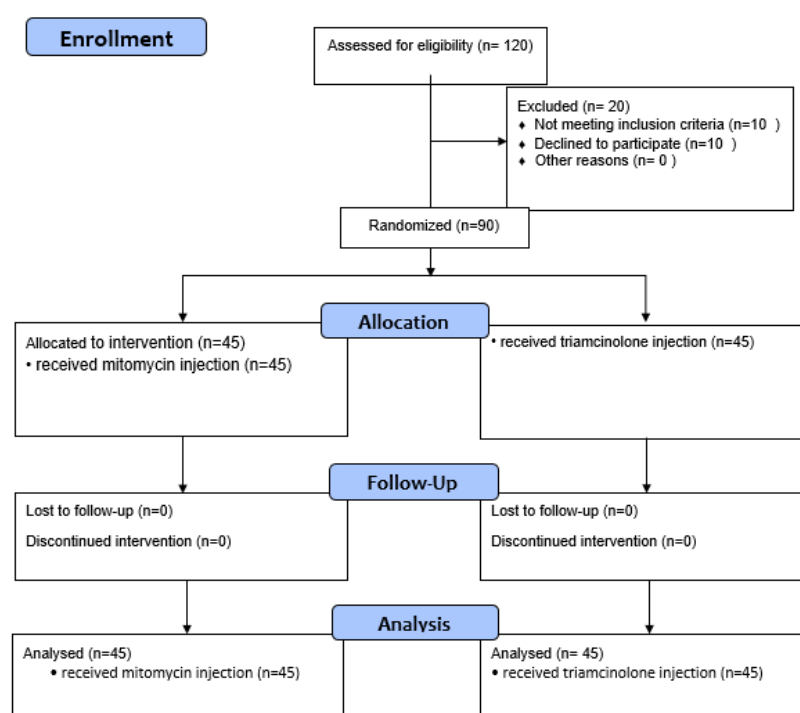 Enrollment
Assessed for eligibility (n= 120)
Excluded (n= 20)
♦ Not meeting inclusion criteria (n=10 )
♦ Declined to participate (n=10 )
♦ Other reasons (n= 0 )
Randomized (n=90)
Allocation
Allocated to intervention (n=45)
• received mitomycin injection (n=45)
• received triamcinolone injection (n=45)
Follow-Up
Lost to follow-up (n=0)
Discontinued intervention (n=0)
Lost to follow-up (n=0)
Discontinued intervention (n=0)
Analysis
Analysed (n=45)
• received mitomycin injection (n=45)
Analysed (n= 45)
• received triamcinolone injection (n=45)